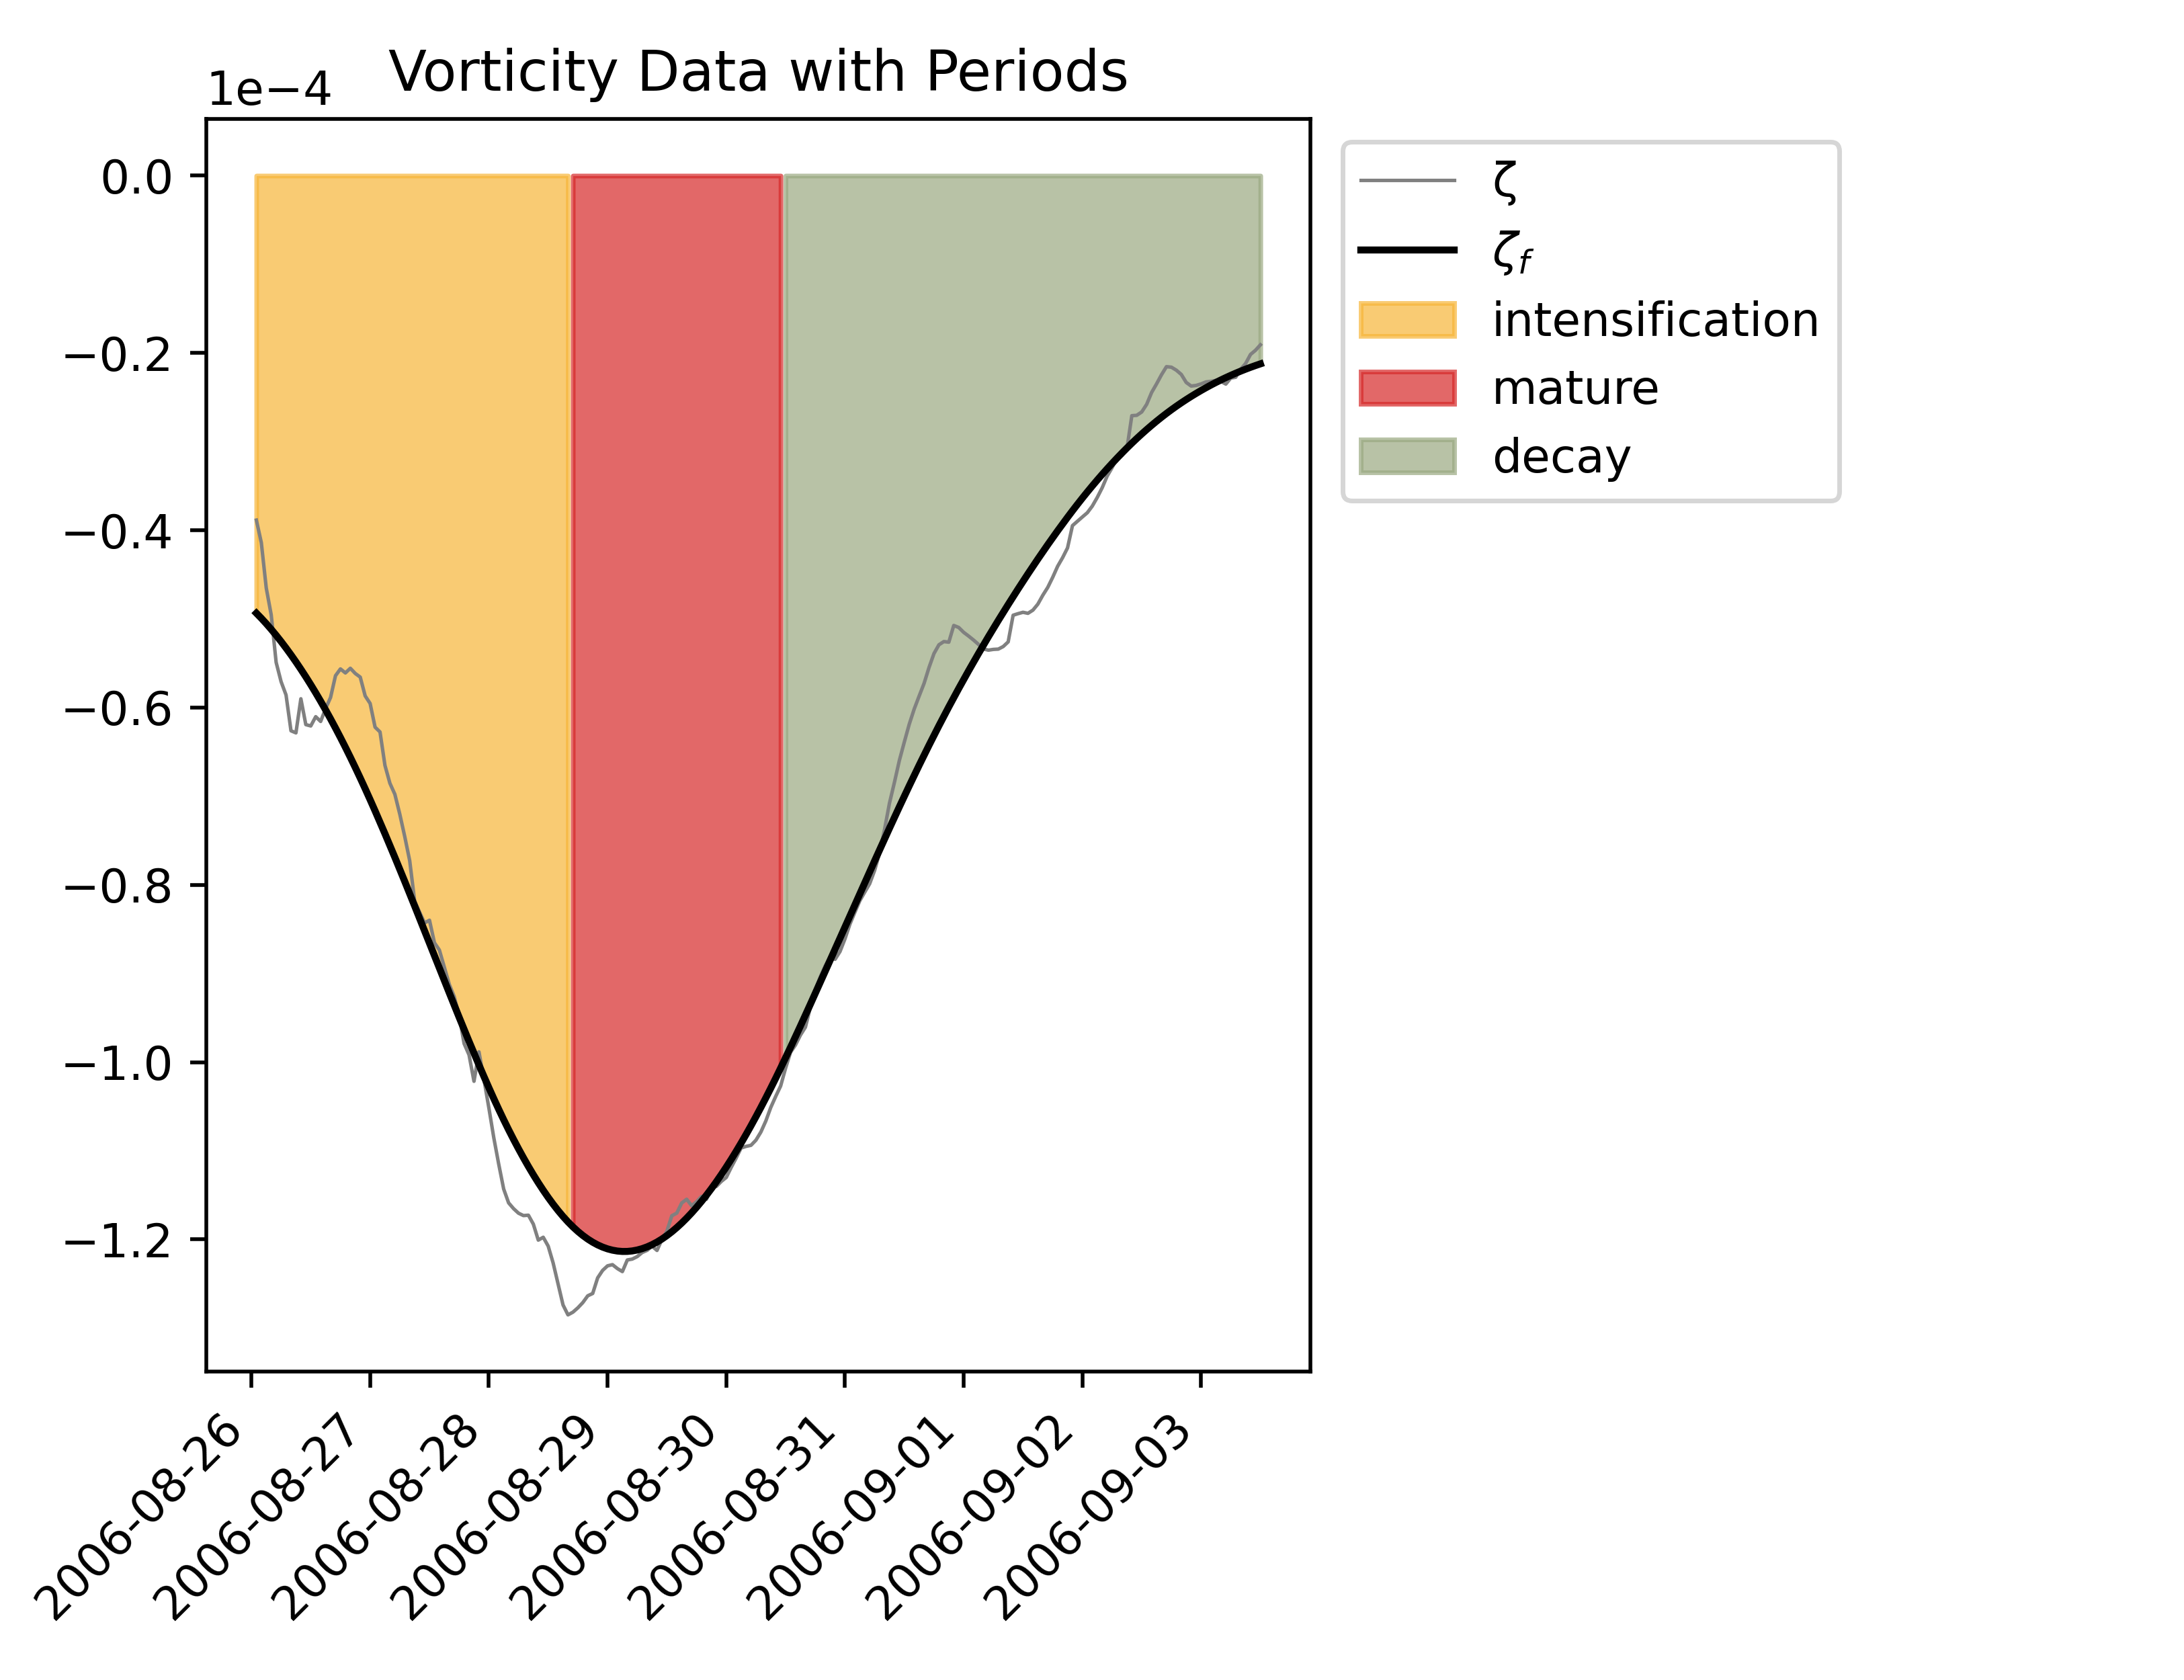 Vorticity Data with Periods
1e−4
0.0
−0.2
−0.4
−0.6
−0.8
−1.0
−1.2
2006-08-26
2006-08-27
2006-08-28
2006-08-29
2006-08-30
2006-08-31
2006-09-01
2006-09-02
2006-09-03
ζ
ζf
intensification
mature
decay